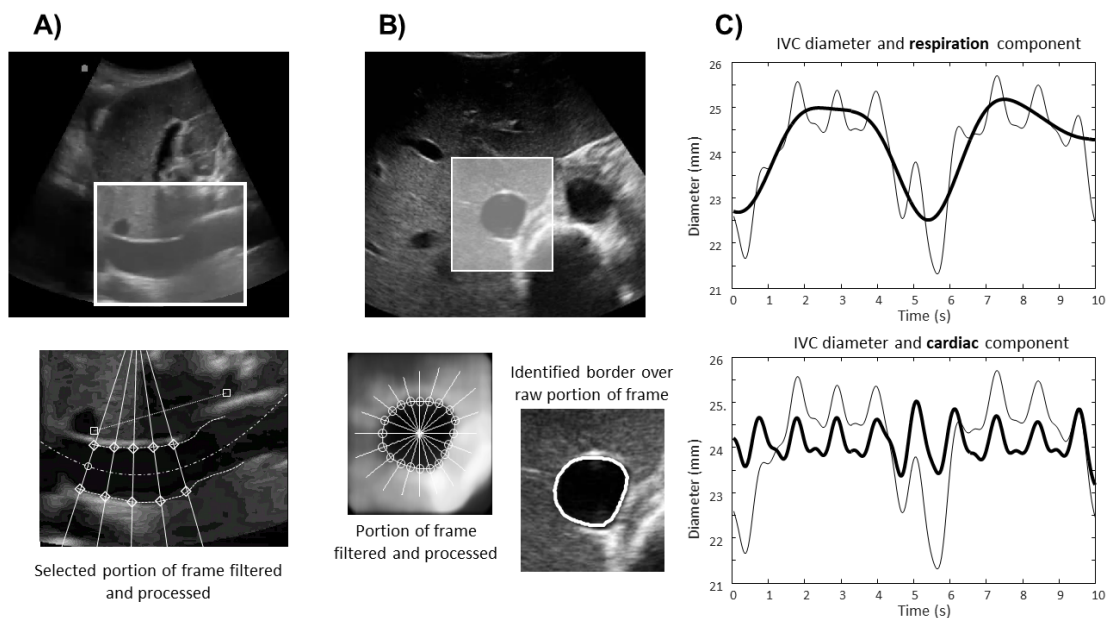 A)
B)
C)
Selected portion of frame filtered
and processed
Portion of frame
filtered and processed
Identified border over
raw portion of frame
IVC diameter and respiration component
Diameter (mm)
26
25
24
23
22
21
0 1 2 3 4 5 6 7 8 9 10
Time (s)
IVC diameter and cardiac component
Diameter (mm)
26
25
24
23
22
21
0 1 2 3 4 5 6 7 8 9 10
Time (s)